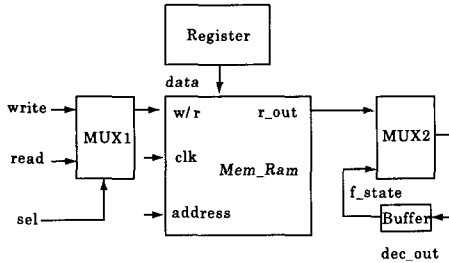 Register
data
write
w/r
r_out
MUX1
MUX2
read
clk
Mem_Ram
f_state
sel
address
Buffer
dec_out